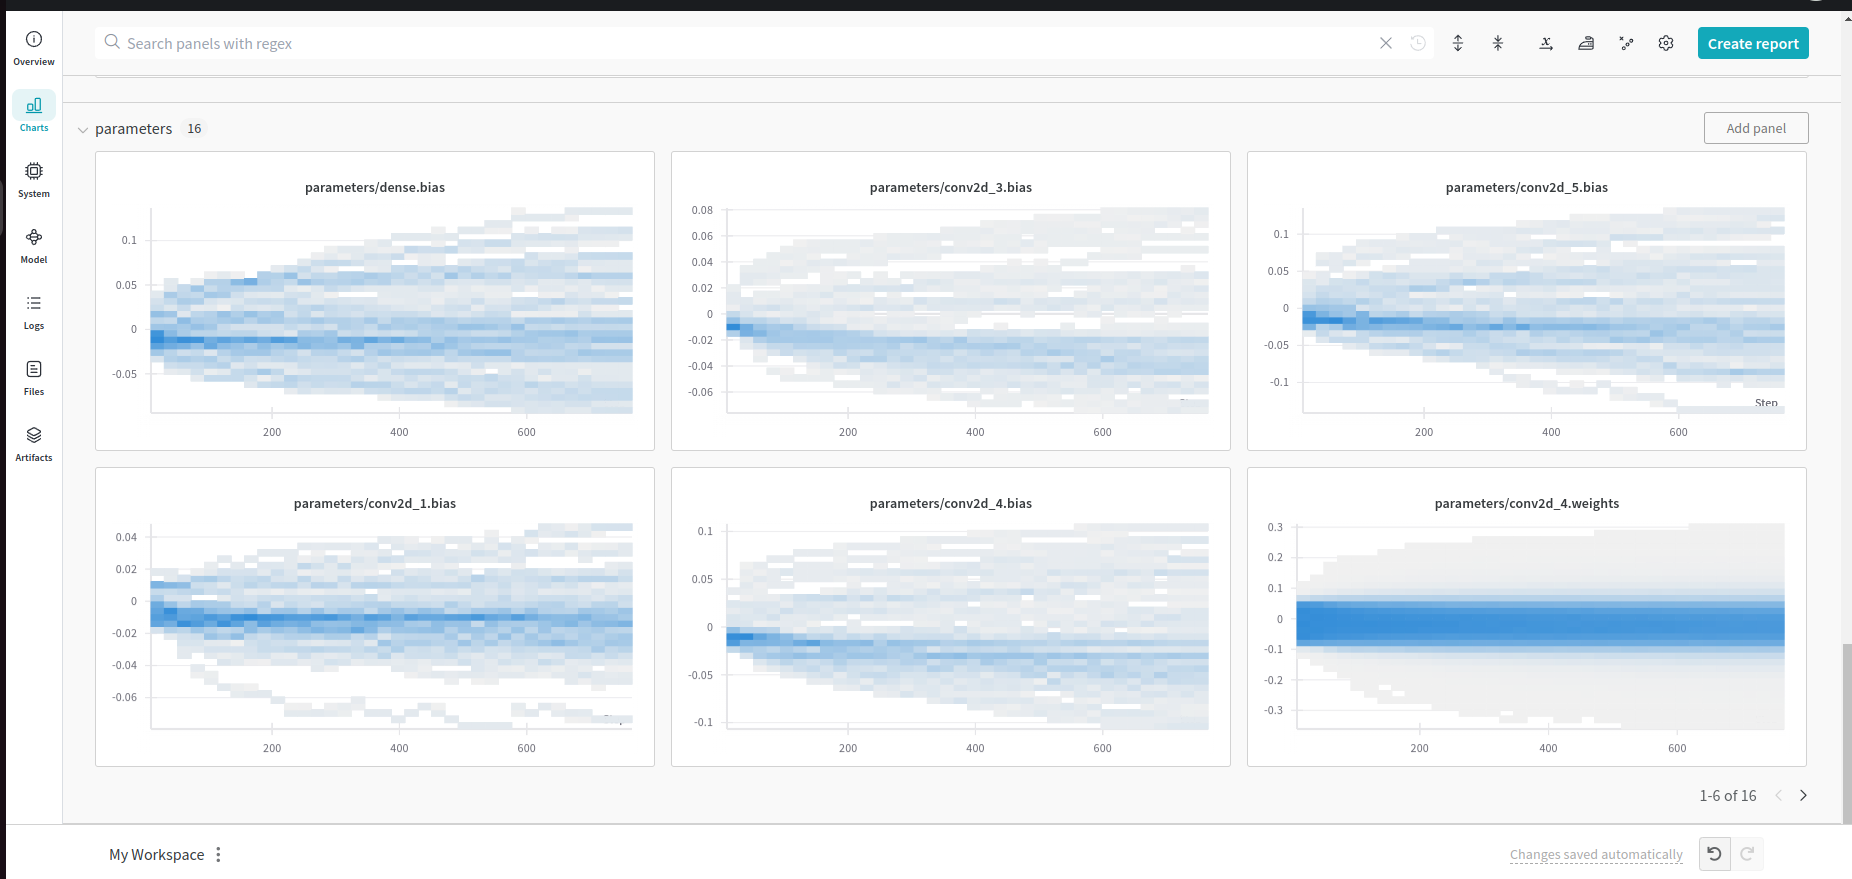 Overview
Charts
System
Model
Logs
Files
Artifacts
Search panels with regex
Create report
parameters 16
Add panel
parameters/dense.bias
0.1
0.05
0
-0.05
200 400 600
parameters/conv2d_3.bias
0.08
0.06
0.04
0.02
0
-0.02
-0.04
-0.06
200 400 600
parameters/conv2d_5.bias
0.1
0.05
0
-0.05
-0.1
Step
200 400 600
parameters/conv2d_1.bias
0.04
0.02
0
-0.02
-0.04
-0.06
200 400 600
parameters/conv2d_4.bias
0.1
0.05
0
-0.05
-0.1
200 400 600
parameters/conv2d_4.weights
0.3
0.2
0.1
0
-0.1
-0.2
-0.3
200 400 600
1-6 of 16
My Workspace
Changes saved automatically